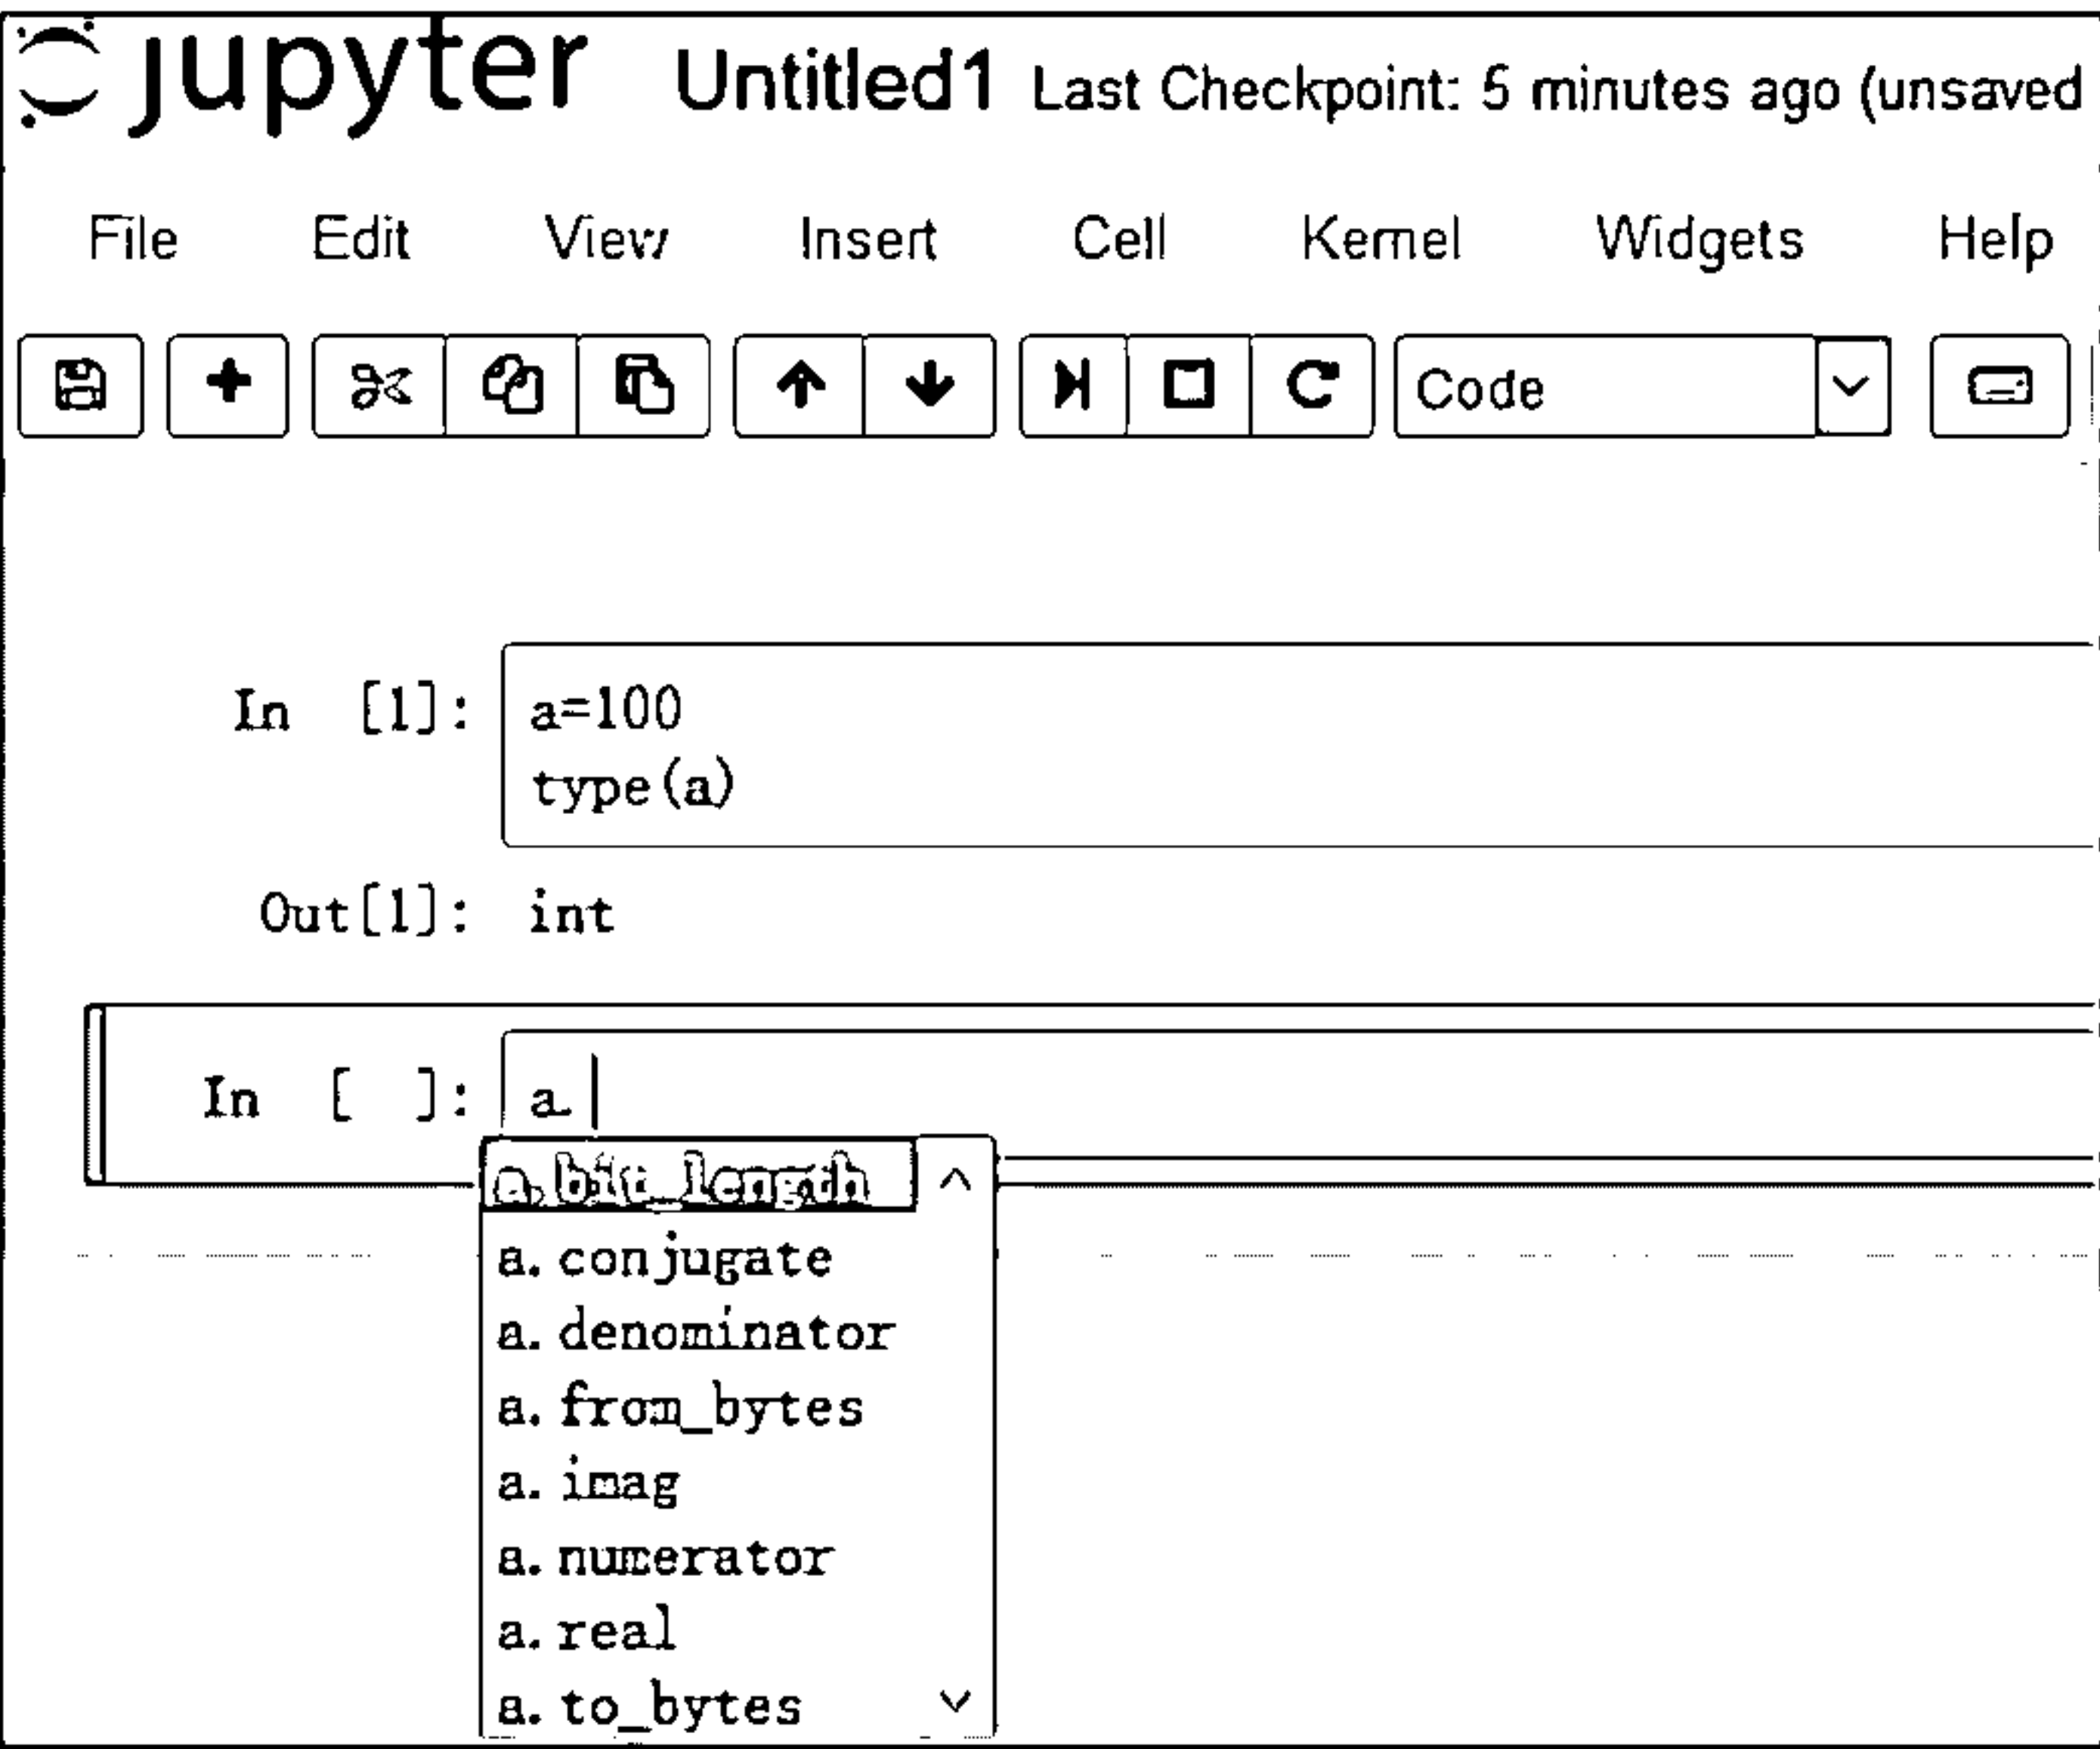 jupyter Untitled1 Last Checkpoint: 5 minutes ago (unsaved
File Edit View Insert Cell Kernel Widgets Help
Code
In [1]: a=100
type(a)
Out[1]: int
In [ ]: a.
a.bit_length
a.conjugate
a.denominator
a.from_bytes
a.imag
a.numerator
a.real
a.to_bytes